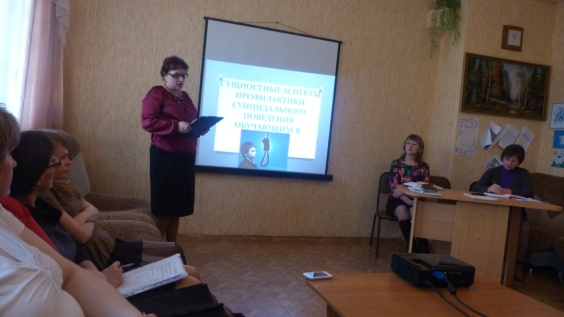 СУЩНОСТНЫЕ АСПЕКТЫ
ПРОФИЛАКТИКИ
СУИЦИДАЛЬНОГО
ПОВЕДЕНИЯ
ОБУЧАЮЩИХСЯ